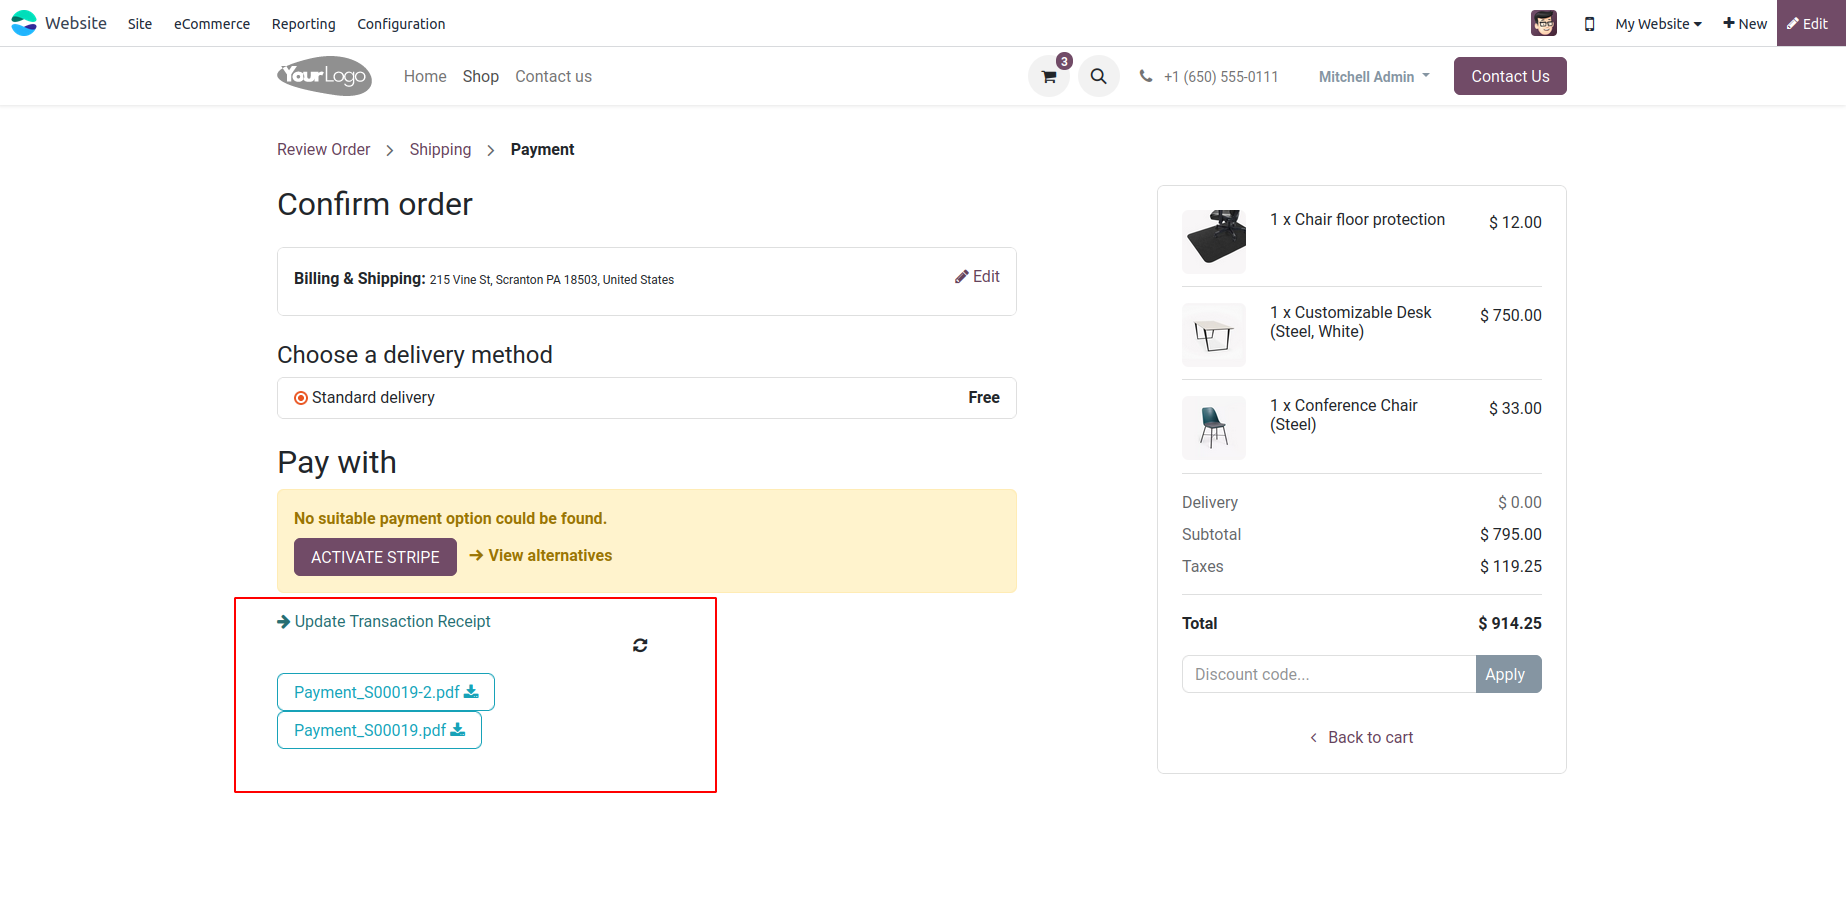 Website Site eCommerce Reporting Configuration My Website New Edit
YourLogo Home Shop Contact us 3 +1 (650) 555-0111 Mitchell Admin Contact Us
Review Order Shipping Payment
Confirm order
Billing & Shipping: 215 Vine St, Scranton PA 18503, United States Edit
Choose a delivery method
Standard delivery Free
Pay with
No suitable payment option could be found.
ACTIVATE STRIPE View alternatives
Update Transaction Receipt
Payment_S00019-2.pdf
Payment_S00019.pdf
1 x Chair floor protection $ 12.00
1 x Customizable Desk $ 750.00
(Steel, White)
1 x Conference Chair $ 33.00
(Steel)
Delivery $ 0.00
Subtotal $ 795.00
Taxes $ 119.25
Total $ 914.25
Discount code... Apply
Back to cart